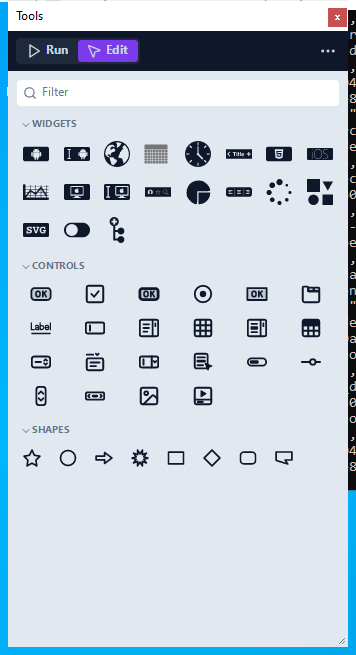 Tools
Run
Edit
Filter
WIDGETS
Title
iOS
SVG
CONTROLS
OK
OK
OK
Label
SHAPES